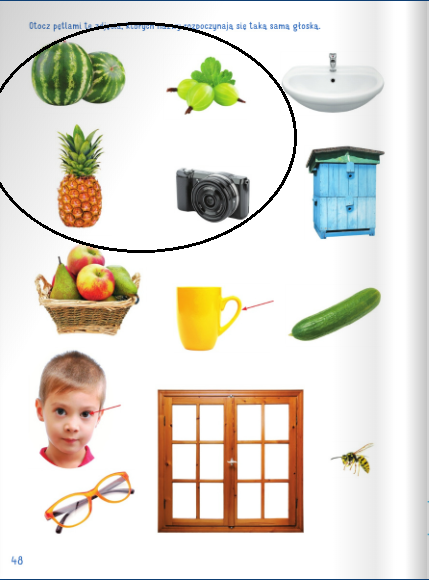 Otocz pętlami te zdjęcia, których nazwy rozpoczynają się taką samą głoską.
48